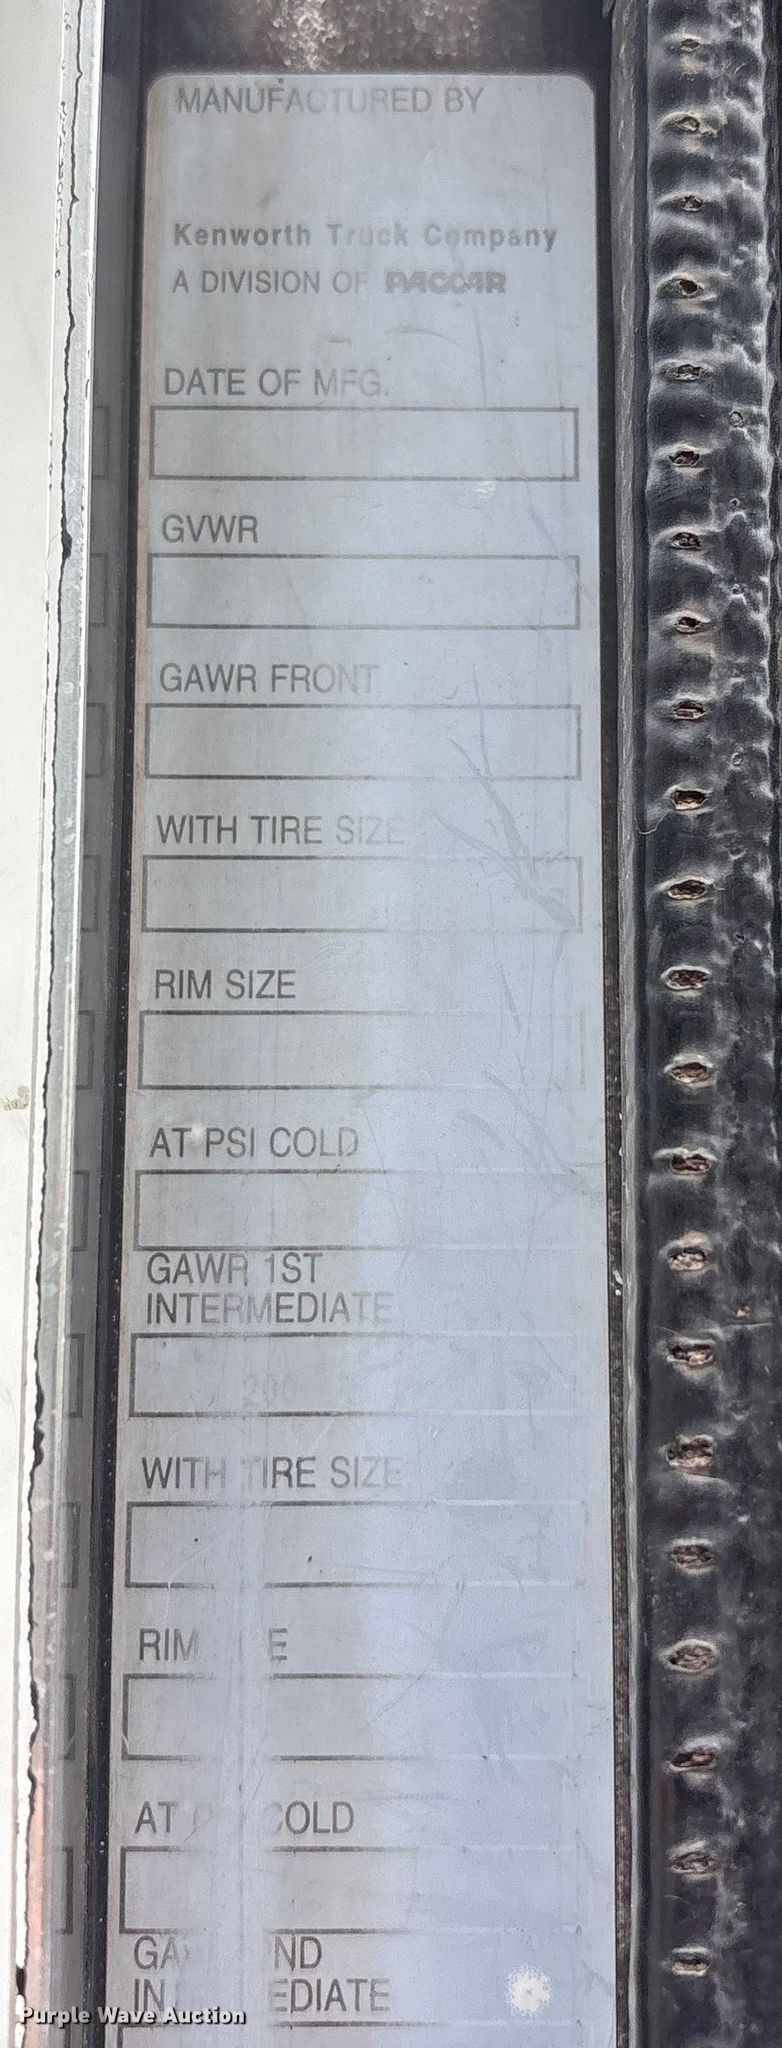 MANUFACTURED BY
Kenworth Truck Company
A DIVISION OF PACCAR
DATE OF MFG.
GVWR
GAWR FRONT
WITH TIRE SIZE
RIM SIZE
AT PSI COLD
GAWR 1ST
INTERMEDIATE
WITH TIRE SIZE
RIM
AT COLD
Purple Wave Auction